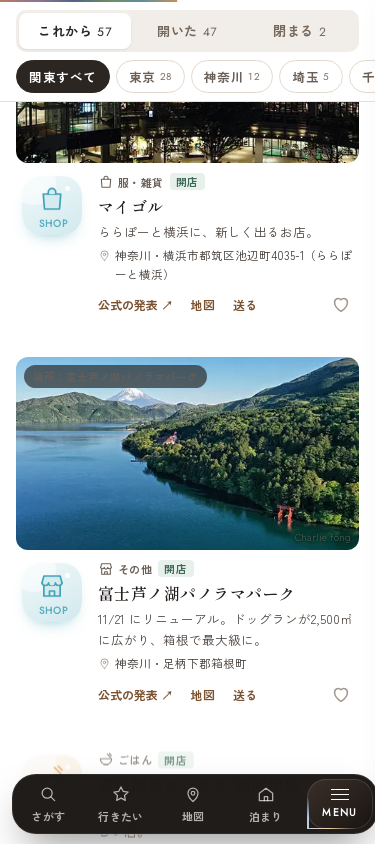 これから 57 開いた 47 閉まる 2
関東すべて 東京 28 神奈川 12 埼玉 5 千
服・雑貨 開店
SHOP
マイゴル
ららぽーと横浜に、新しく出るお店。
神奈川・横浜市都筑区池辺町4035-1（ららぽ
ーと横浜）
公式の発表 ↗ 地図 送る
Charlie fong
その他 開店
SHOP
富士芦ノ湖パノラマパーク
11/21 にリニューアル。ドッグランが2,500㎡
に広がり、箱根で最大級に。
神奈川・足柄下郡箱根町
公式の発表 ↗ 地図 送る
ごはん 開店
さがす 行きたい 地図 泊まり MENU